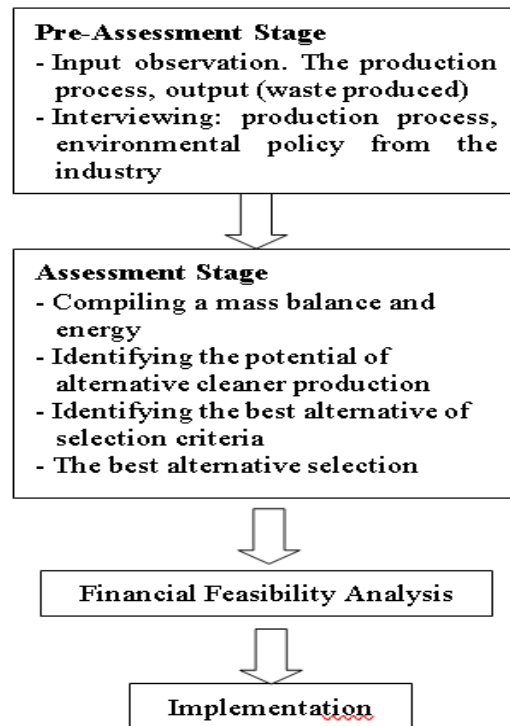 Pre-Assessment Stage
- Input observation. The production
process, output (waste produced)
- Interviewing: production process,
environmental policy from the
industry
Assessment Stage
- Compiling a mass balance and
energy
- Identifying the potential of
alternative cleaner production
- Identifying the best alternative of
selection criteria
- The best alternative selection
Financial Feasibility Analysis
Implementation